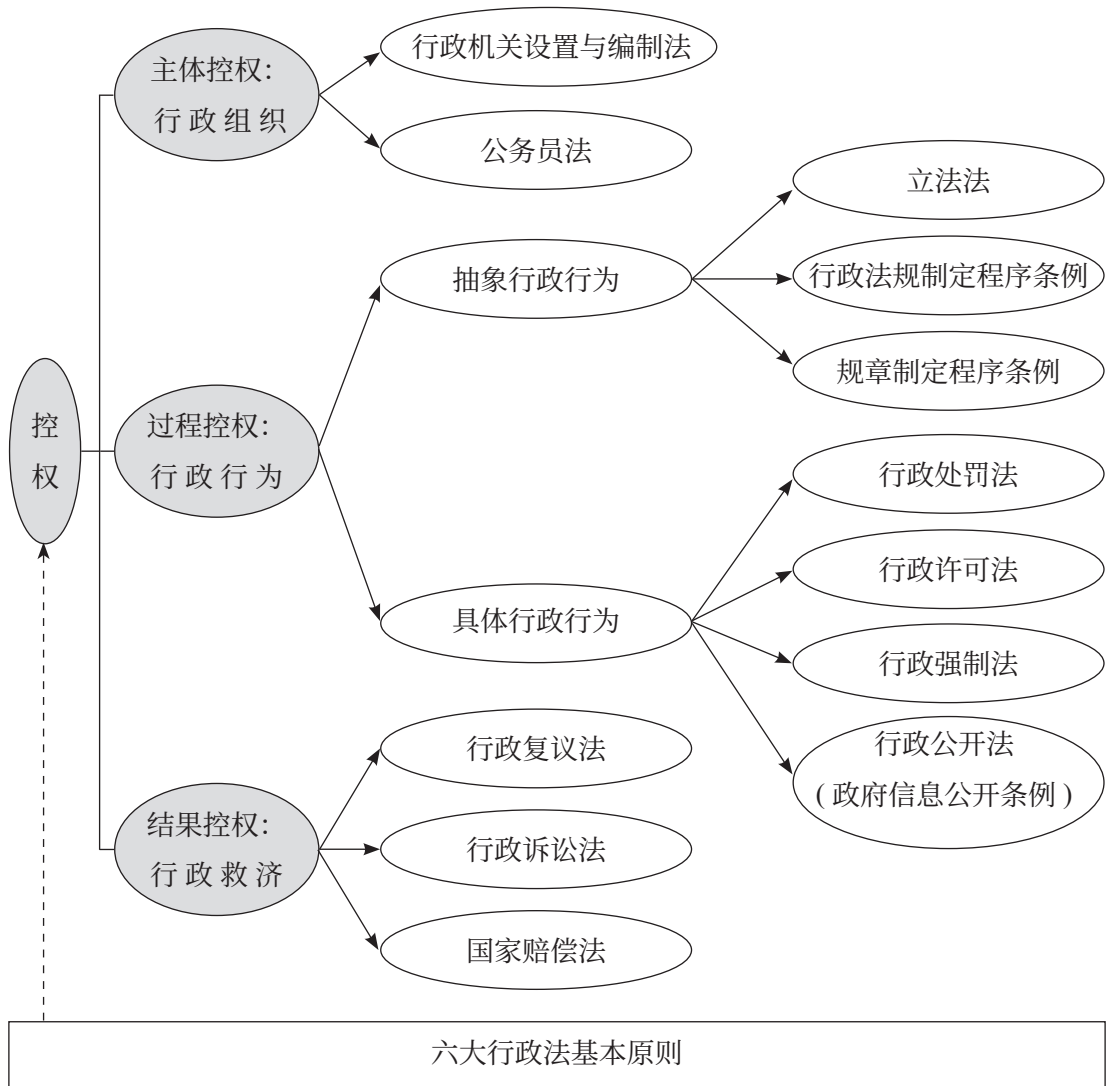 主体控权：
行政组织
行政机关设置与编制法
公务员法
控
权
过程控权：
行政行为
抽象行政行为
立法法
行政法规制定程序条例
规章制定程序条例
具体行政行为
行政处罚法
行政许可法
行政强制法
行政公开法
(政府信息公开条例)
结果控权：
行政救济
行政复议法
行政诉讼法
国家赔偿法
六大行政法基本原则